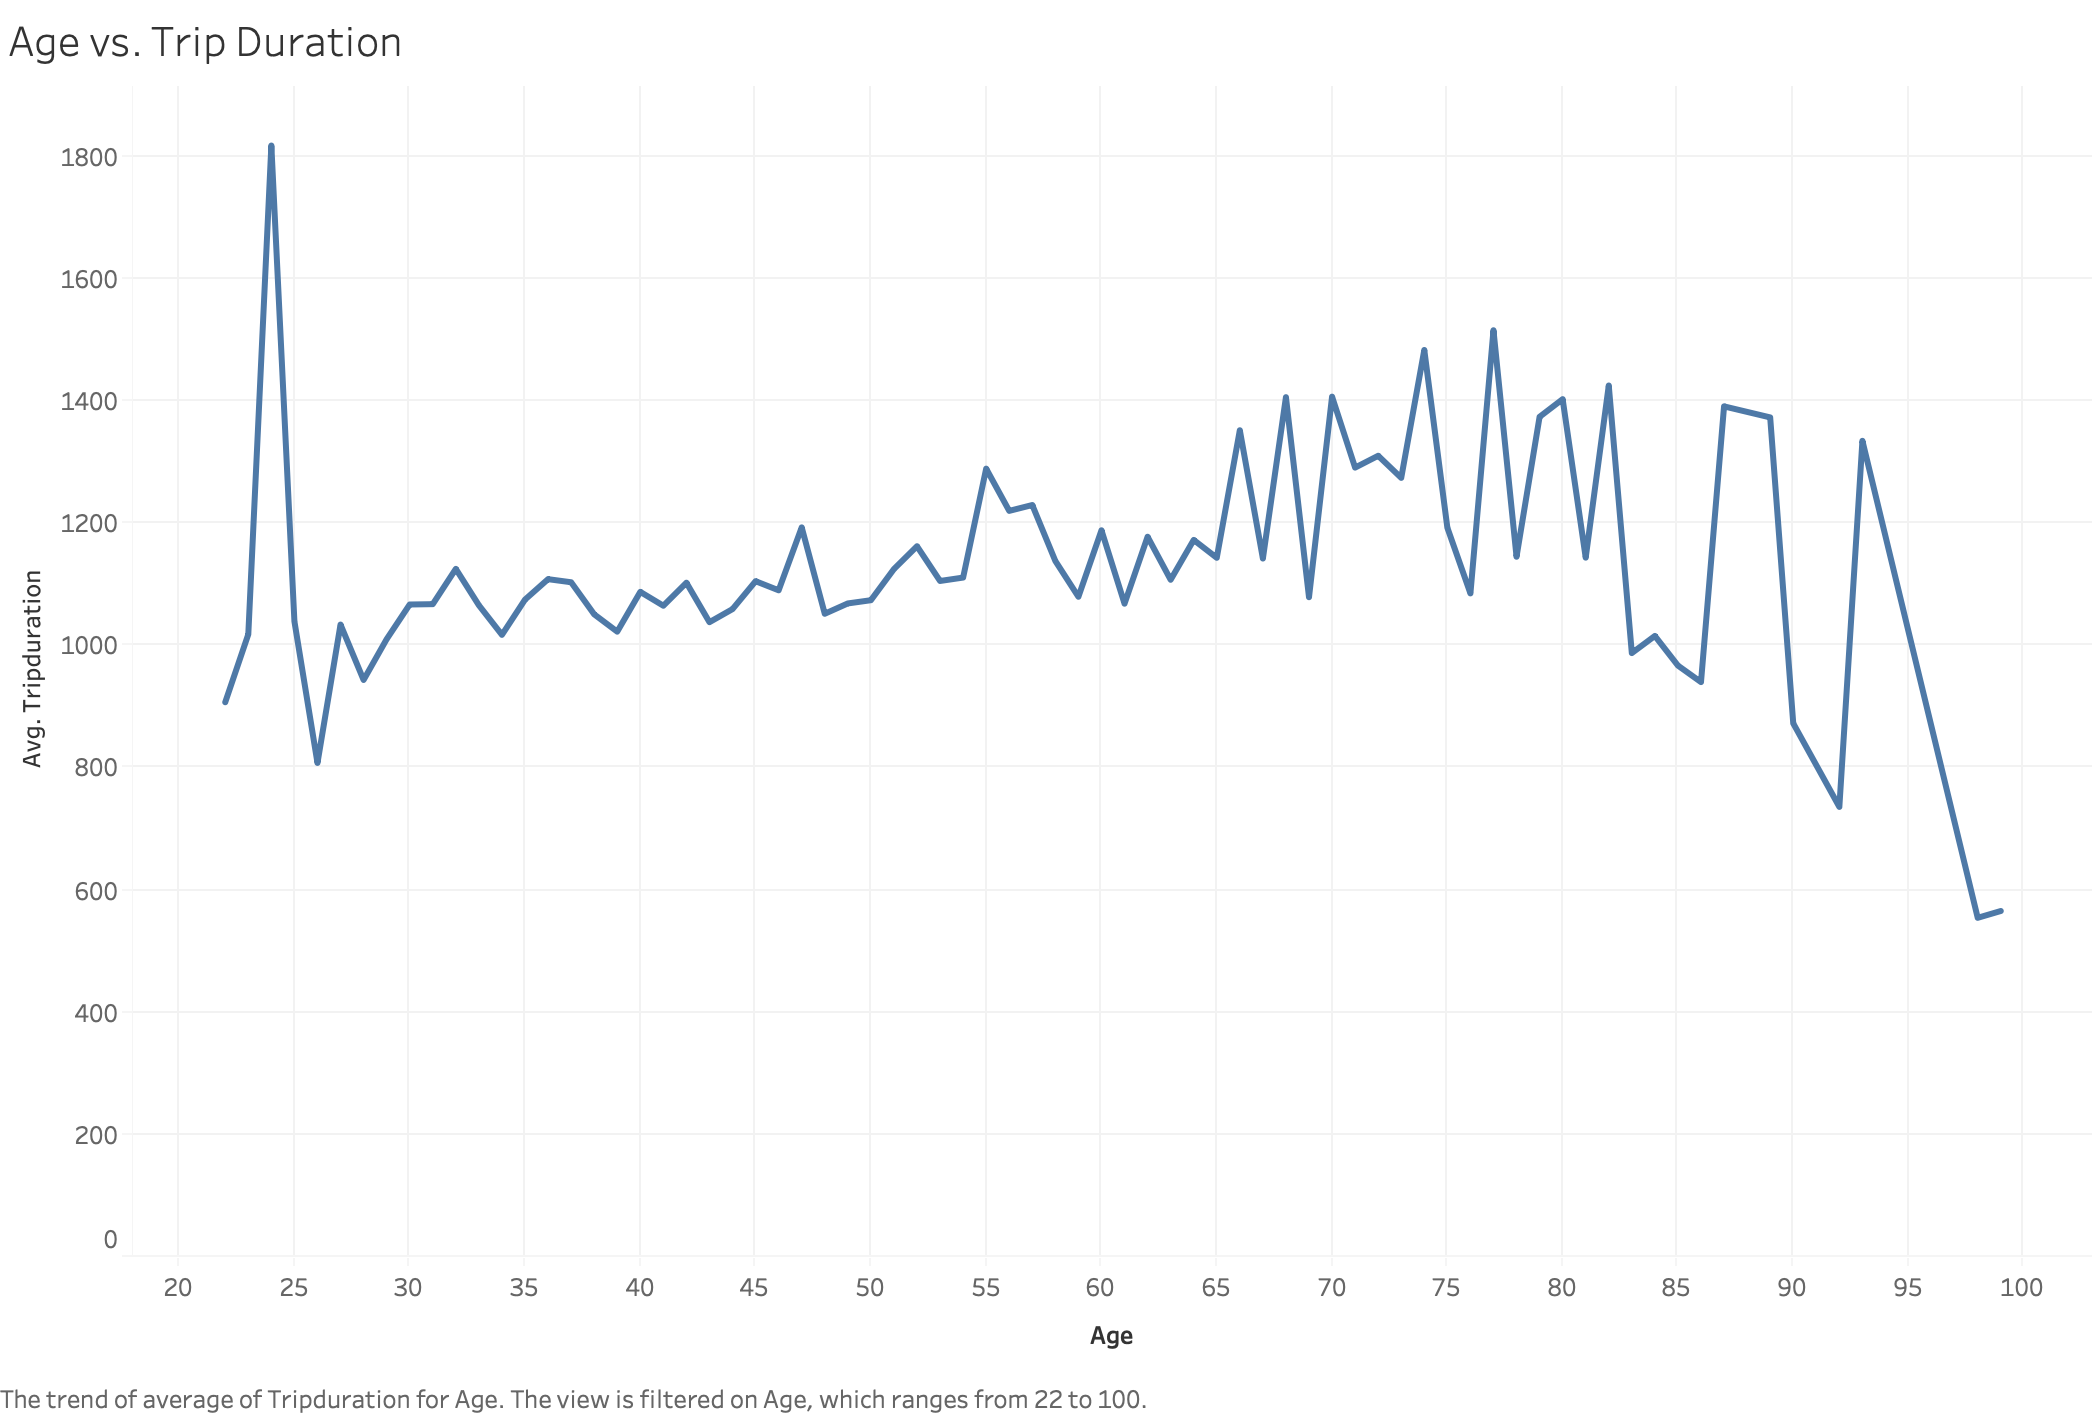 Age vs. Trip Duration
1800
1600
1400
1200
1000
800
600
400
200
0
Avg. Tripduration
20 25 30 35 40 45 50 55 60 65 70 75 80 85 90 95 100
Age
The trend of average of Tripduration for Age. The view is filtered on Age, which ranges from 22 to 100.